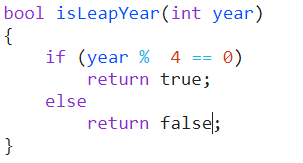 bool isLeapYear(int year)
{
    if (year %  4 == 0)
        return true;
    else
        return false;
}